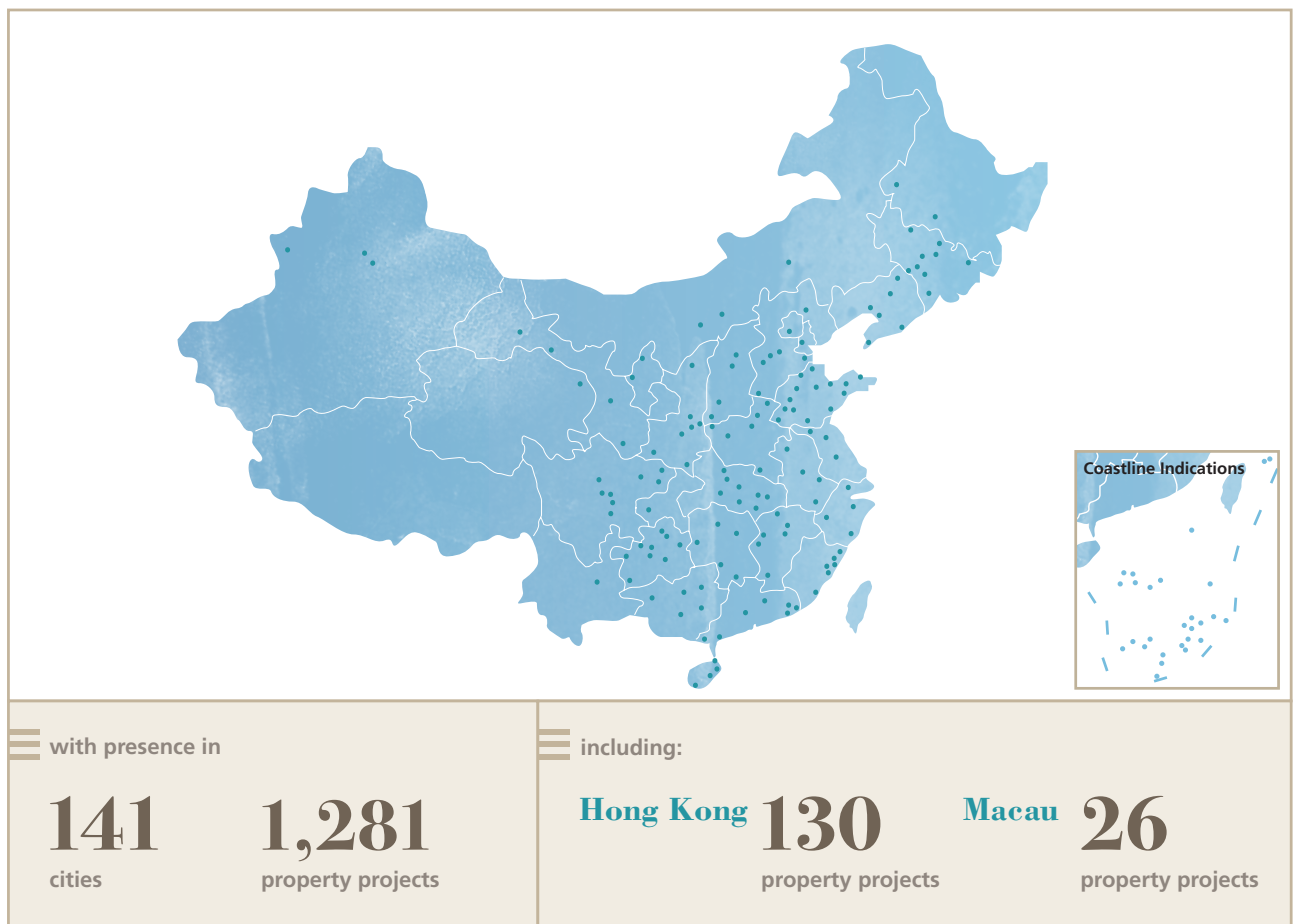 Coastline Indications
with presence in
141
cities
1,281
property projects
including:
Hong Kong 130
property projects
Macau 26
property projects